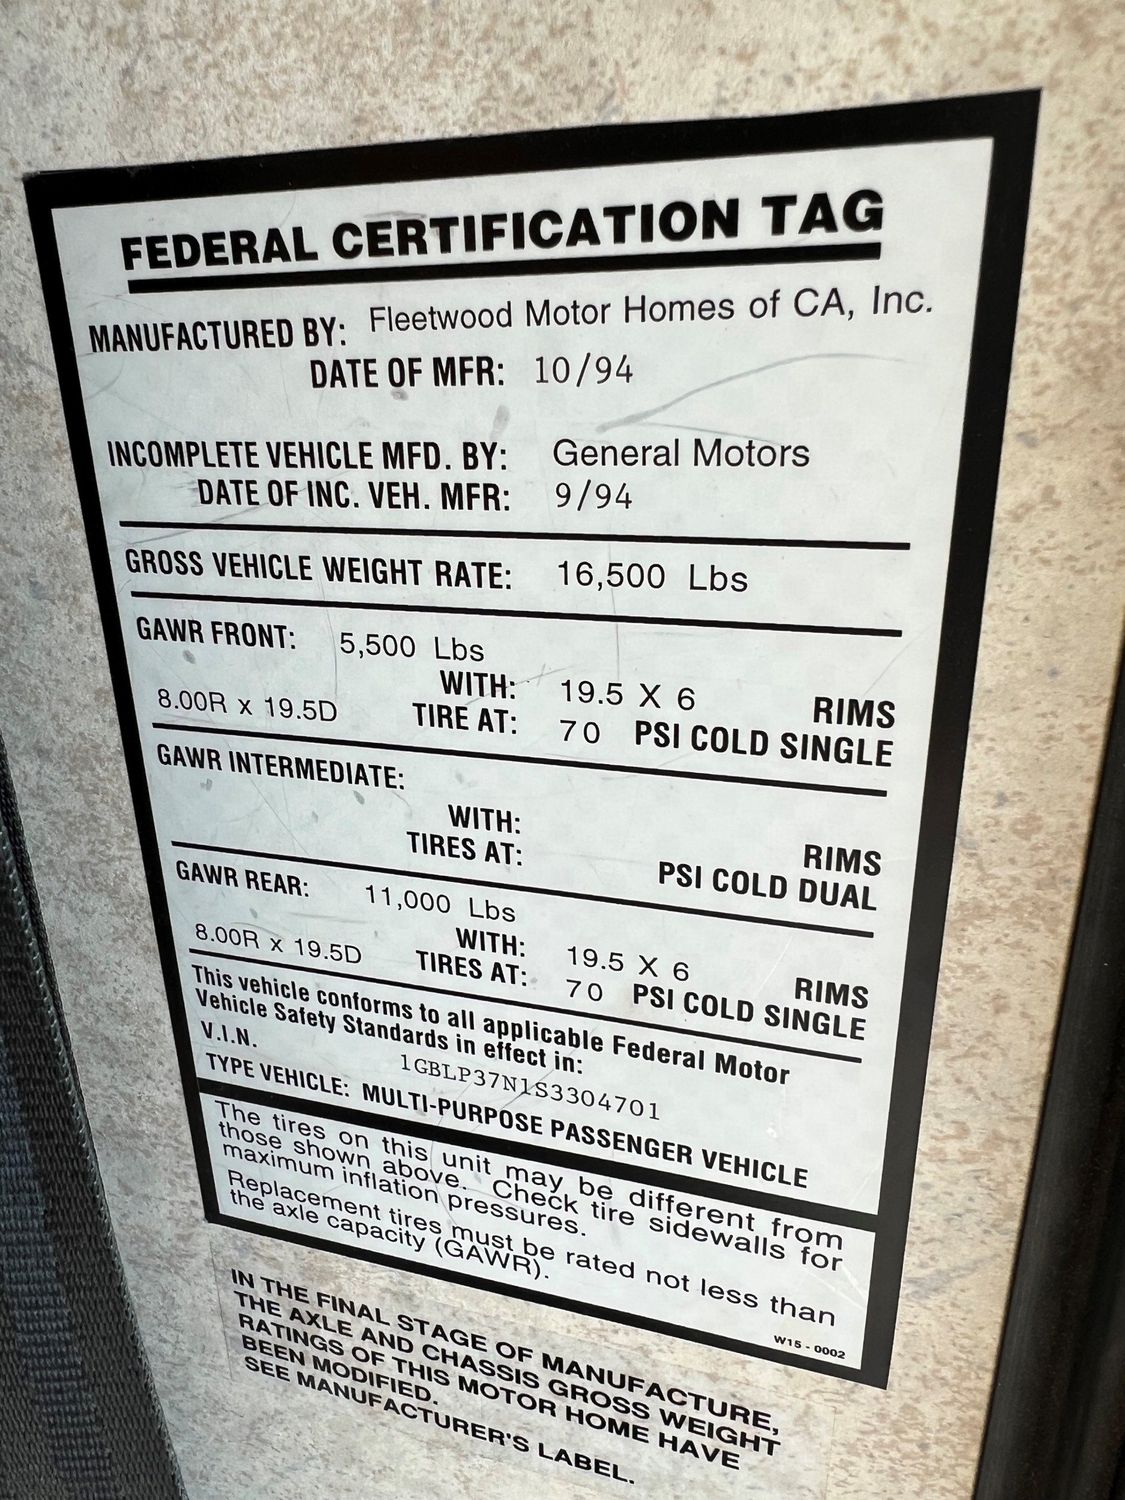 FEDERAL CERTIFICATION TAG
MANUFACTURED BY: Fleetwood Motor Homes of CA, Inc.
DATE OF MFR: 10/94
INCOMPLETE VEHICLE MFD. BY: General Motors
DATE OF INC. VEH. MFR: 9/94
GROSS VEHICLE WEIGHT RATE: 16,500 Lbs
GAWR FRONT: 5,500 Lbs
WITH: 19.5 X 6 RIMS
8.00R x 19.5D TIRE AT: 70 PSI COLD SINGLE
GAWR INTERMEDIATE:
WITH: RIMS
TIRES AT: PSI COLD DUAL
GAWR REAR: 11,000 Lbs
WITH: 19.5 X 6 RIMS
8.00R x 19.5D TIRES AT: 70 PSI COLD SINGLE
This vehicle conforms to all applicable Federal Motor
Vehicle Safety Standards in effect in:
V.I.N. 1GBLP37N1S3304701
TYPE VEHICLE: MULTI-PURPOSE PASSENGER VEHICLE
The tires on this unit may be different from
those shown above. Check tire sidewalls for
maximum inflation pressures.
Replacement tires must be rated not less than
the axle capacity (GAWR).
W15 - 0002
IN THE FINAL STAGE OF MANUFACTURE,
THE AXLE AND CHASSIS GROSS WEIGHT
RATINGS OF THIS MOTOR HOME HAVE
BEEN MODIFIED.
SEE MANUFACTURER'S LABEL.